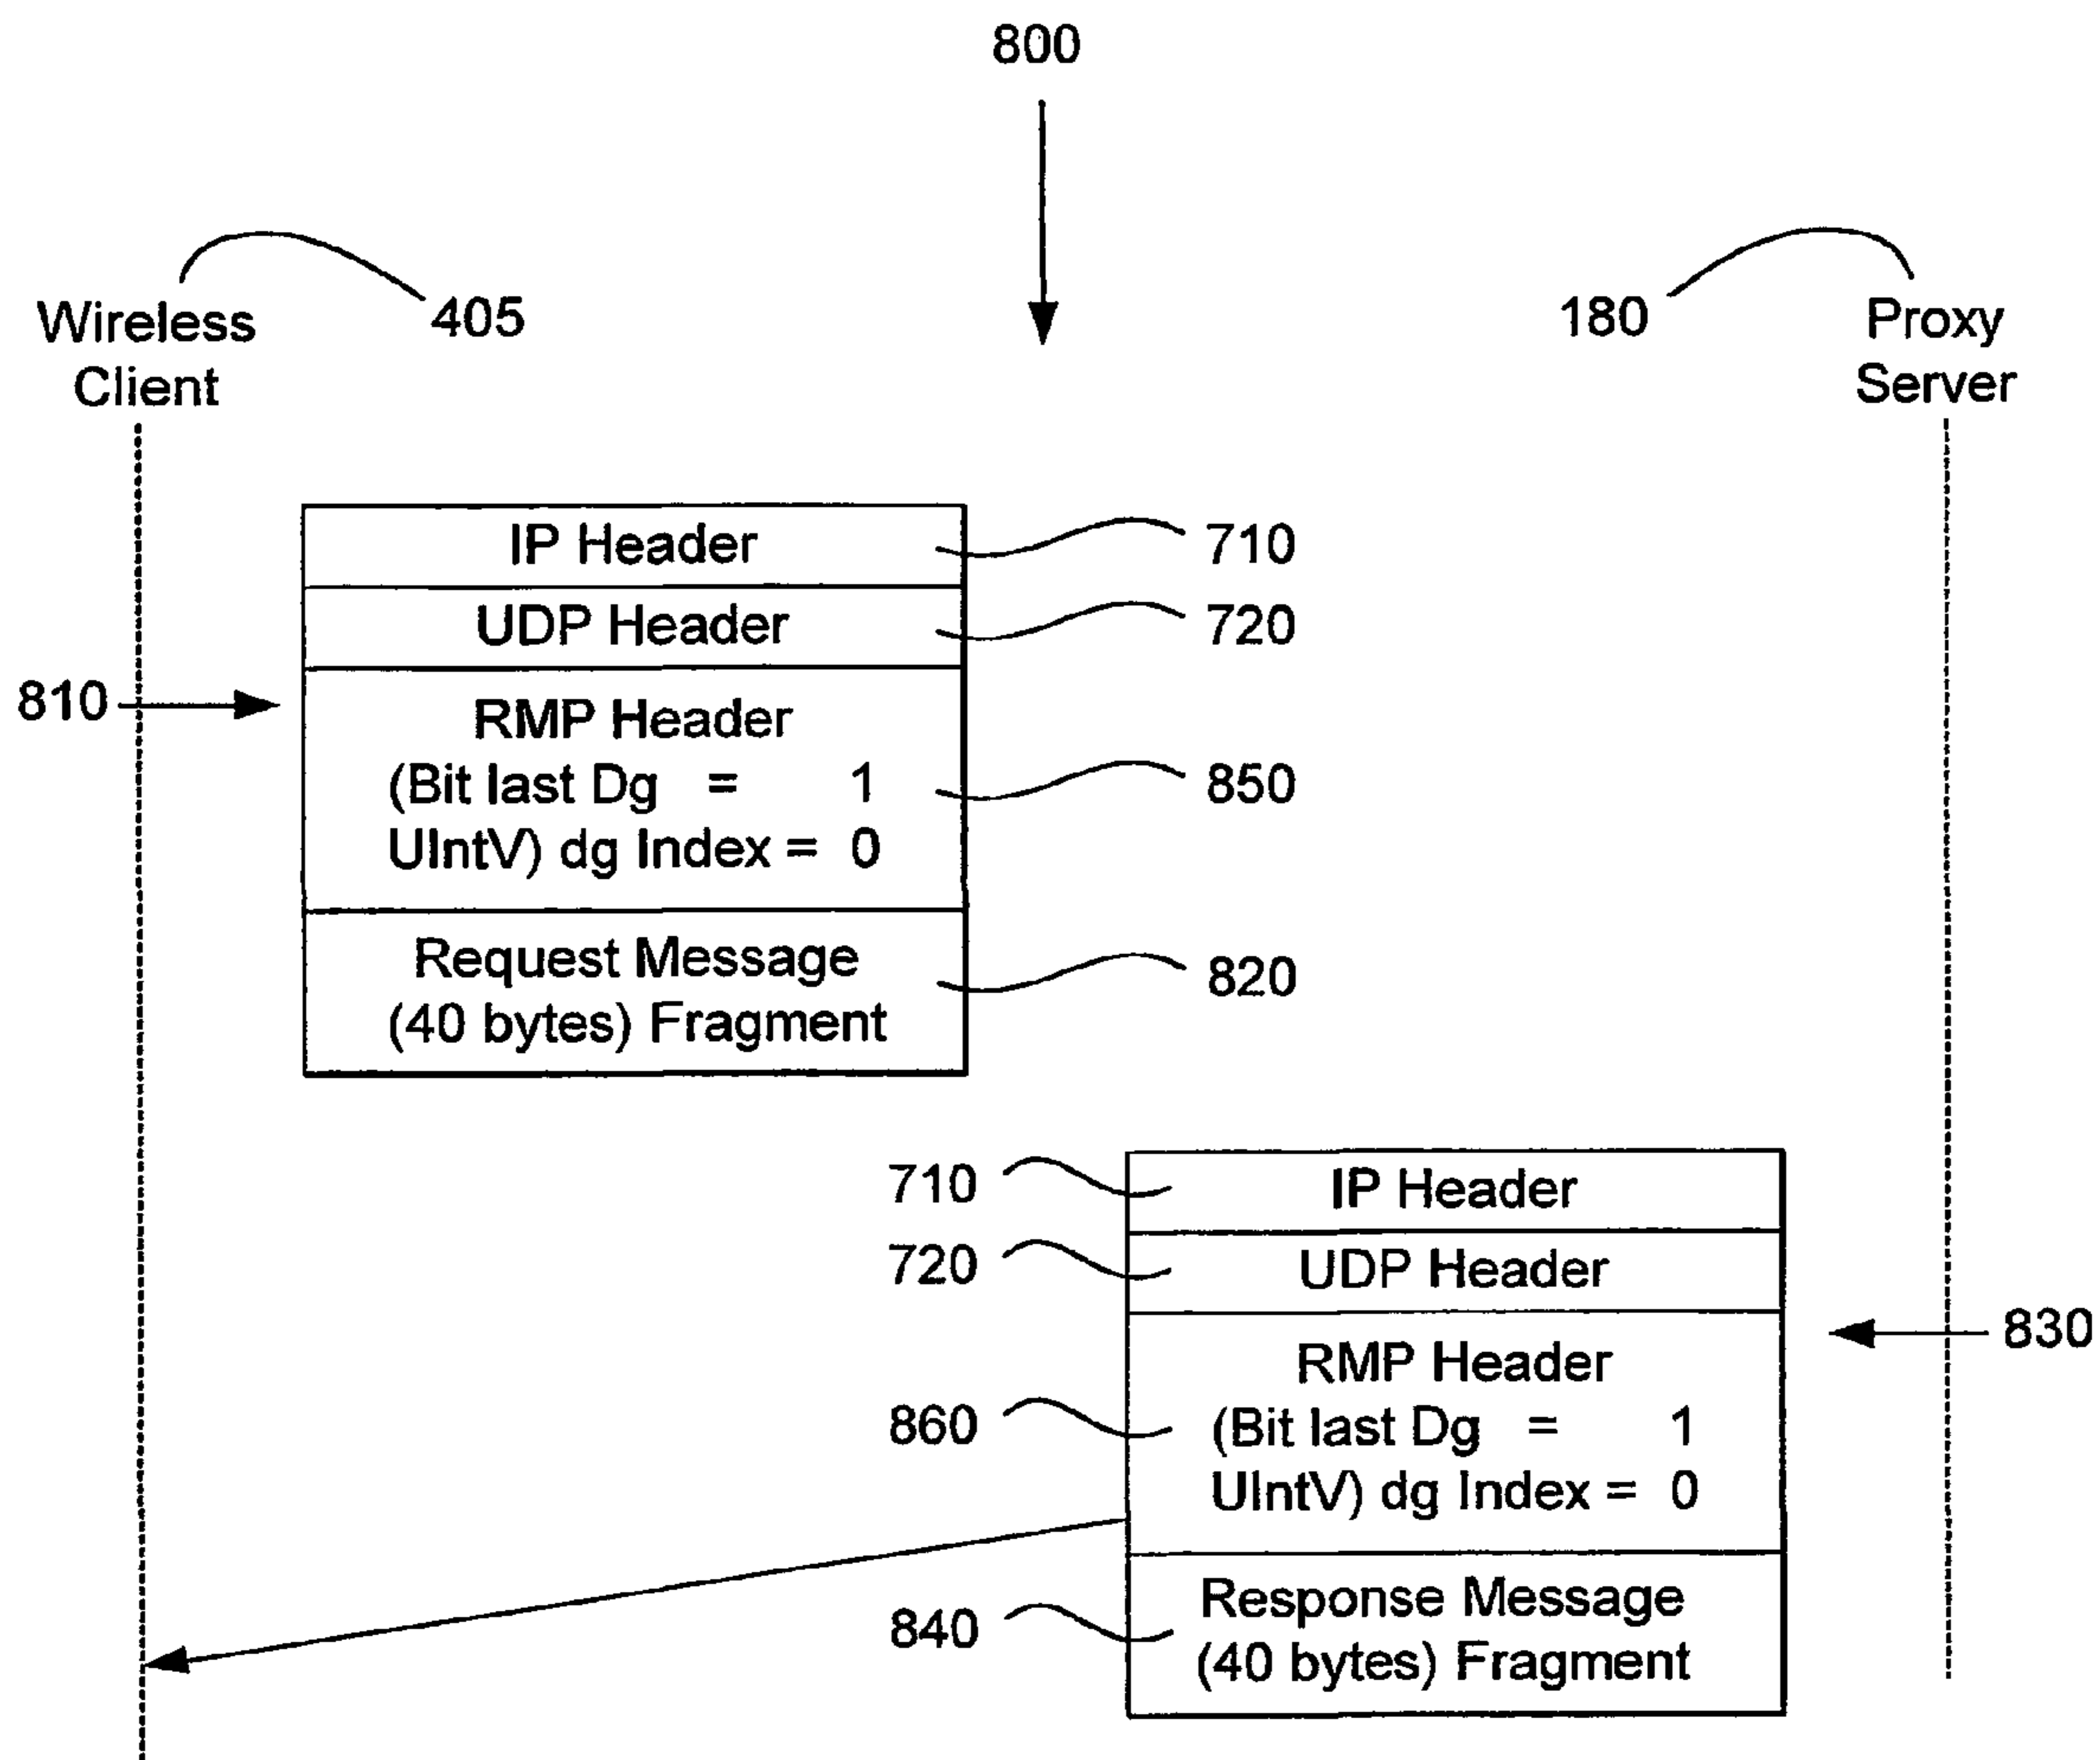 800
Wireless
Client
405
180
Proxy
Server
IP Header
710
UDP Header
720
810
RMP Header
(Bit last Dg = 1
850
UIntV) dg Index = 0
Request Message
820
(40 bytes) Fragment
710
IP Header
720
UDP Header
830
RMP Header
860
(Bit last Dg = 1
UIntV) dg Index = 0
Response Message
840
(40 bytes) Fragment